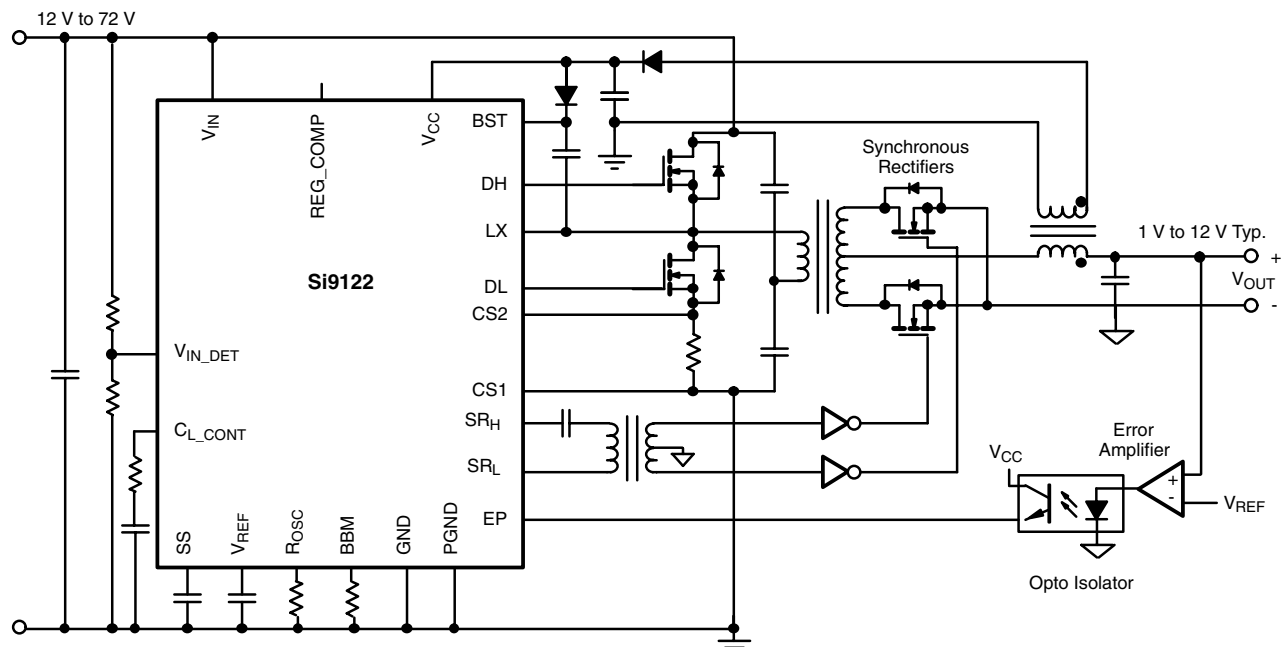 12 V to 72 V
VIN
REG_COMP
VCC
BST
DH
LX
DL
CS2
CS1
SRH
SRL
EP
Si9122
VIN_DET
CL_CONT
SS
VREF
ROSC
BBM
GND
PGND
Synchronous
Rectifiers
1 V to 12 V Typ.
+
VOUT
-
Error
Amplifier
VCC
+
-
VREF
Opto Isolator